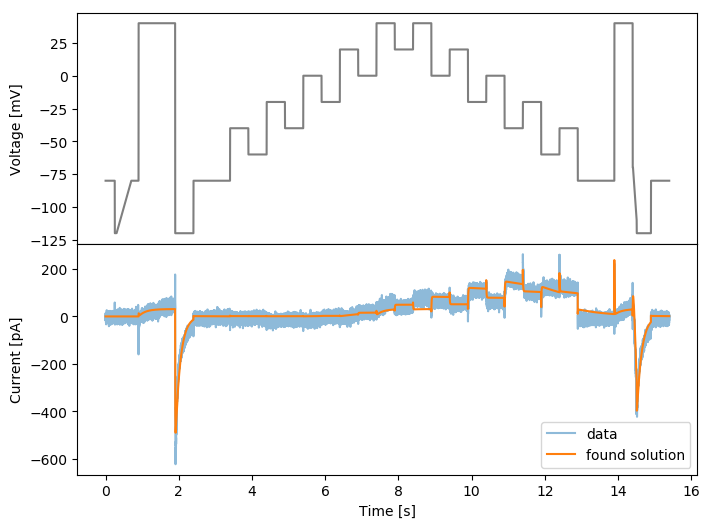 25
0
−25
−50
−75
−100
−125
Voltage [mV]
200
0
−200
−400
−600
Current [pA]
data
found solution
0 2 4 6 8 10 12 14 16
Time [s]